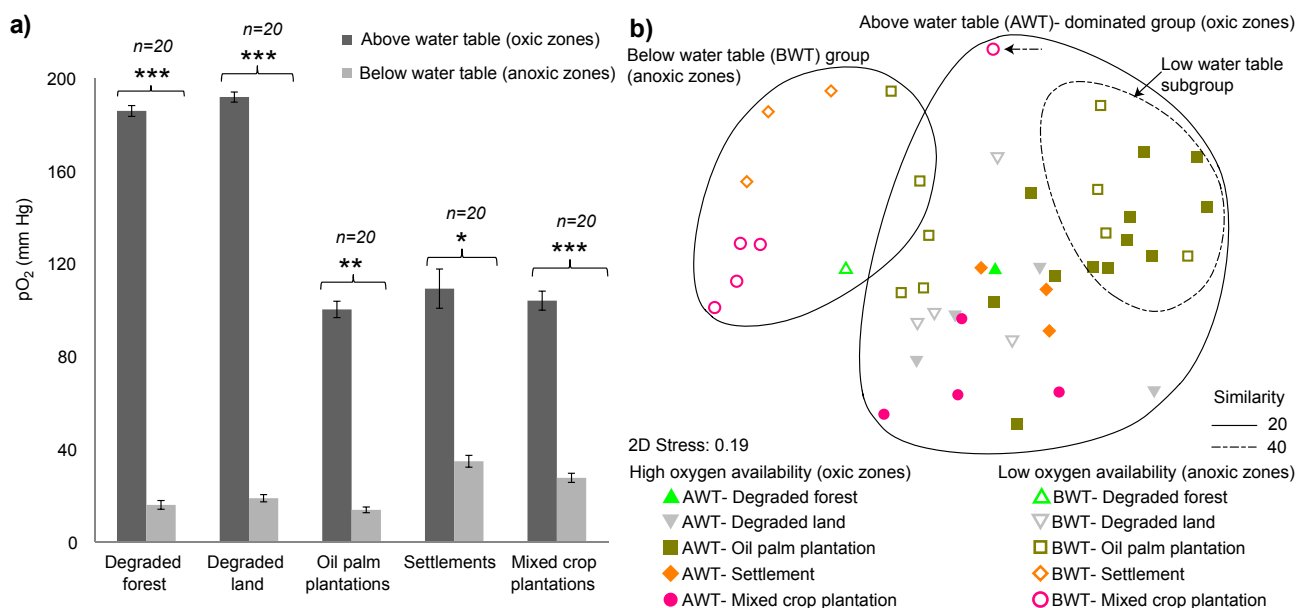 a)
n=20
***
n=20
***
Above water table (oxic zones)
Below water table (anoxic zones)
n=20
**
n=20
*
n=20
***
pO₂ (mm Hg)
200
160
120
80
40
0
Degraded forest
Degraded land
Oil palm plantations
Settlements
Mixed crop plantations
b)
Above water table (AWT)- dominated group (oxic zones)
Below water table (BWT) group
(anoxic zones)
Low water table
subgroup
Similarity
20
40
2D Stress: 0.19
High oxygen availability (oxic zones)
AWT- Degraded forest
AWT- Degraded land
AWT- Oil palm plantation
AWT- Settlement
AWT- Mixed crop plantation
Low oxygen availability (anoxic zones)
BWT- Degraded forest
BWT- Degraded land
BWT- Oil palm plantation
BWT- Settlement
BWT- Mixed crop plantation